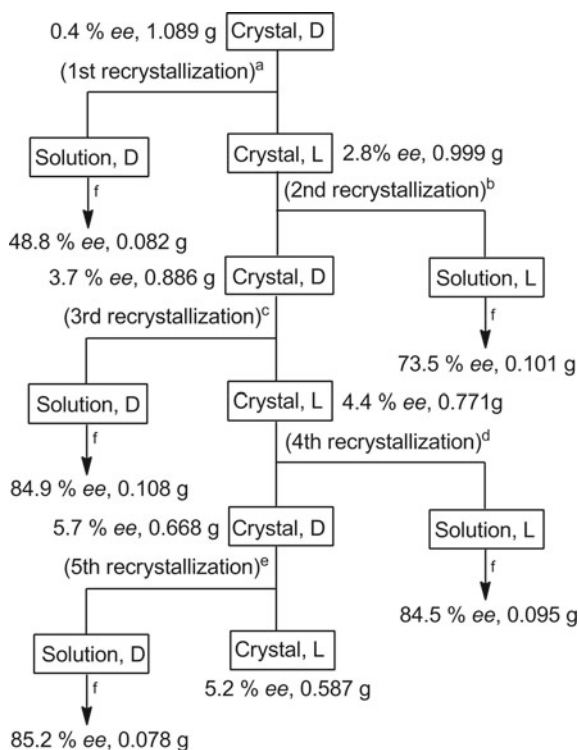 0.4 % ee, 1.089 g
Crystal, D
(1st recrystallization)a
Solution, D
Crystal, L
2.8% ee, 0.999 g
f
(2nd recrystallization)b
48.8 % ee, 0.082 g
3.7 % ee, 0.886 g
Crystal, D
Solution, L
(3rd recrystallization)c
f
73.5 % ee, 0.101 g
Solution, D
Crystal, L
4.4 % ee, 0.771g
f
(4th recrystallization)d
84.9 % ee, 0.108 g
5.7 % ee, 0.668 g
Crystal, D
Solution, L
(5th recrystallization)e
f
84.5 % ee, 0.095 g
Solution, D
Crystal, L
f
5.2 % ee, 0.587 g
85.2 % ee, 0.078 g